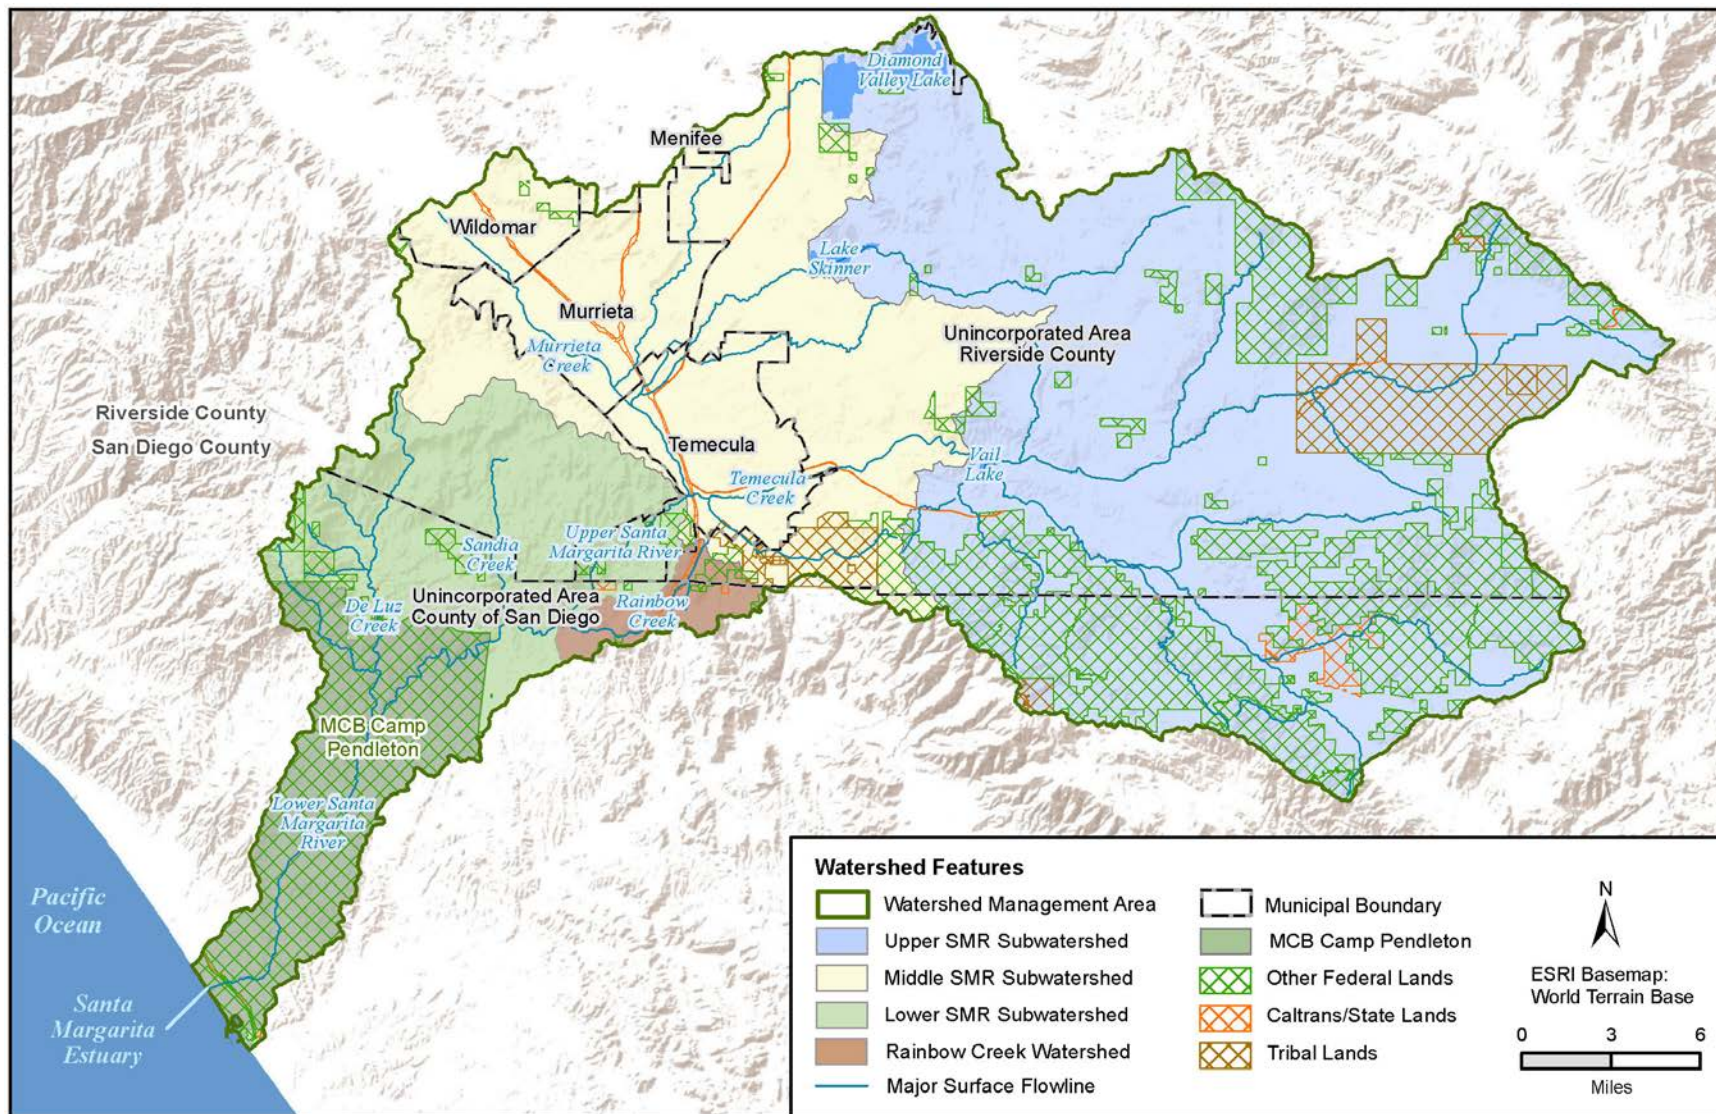 Diamond
Valley Lake
Menifee
Wildomar
Lake
Skinner
Murrieta
Unincorporated Area
Riverside County
Murrieta
Creek
Riverside County
San Diego County
Temecula
Vail
Lake
Temecula
Creek
Upper Santa
Margarita River
Sandia
Creek
De Luz
Creek
Unincorporated Area
County of San Diego
Rainbow
Creek
MCB Camp
Pendleton
Lower Santa
Margarita
River
Pacific
Ocean
Santa
Margarita
Estuary
Watershed Features
Watershed Management Area
Upper SMR Subwatershed
Middle SMR Subwatershed
Lower SMR Subwatershed
Rainbow Creek Watershed
Major Surface Flowline
Municipal Boundary
MCB Camp Pendleton
Other Federal Lands
Caltrans/State Lands
Tribal Lands
N
ESRI Basemap:
World Terrain Base
0 3 6
Miles